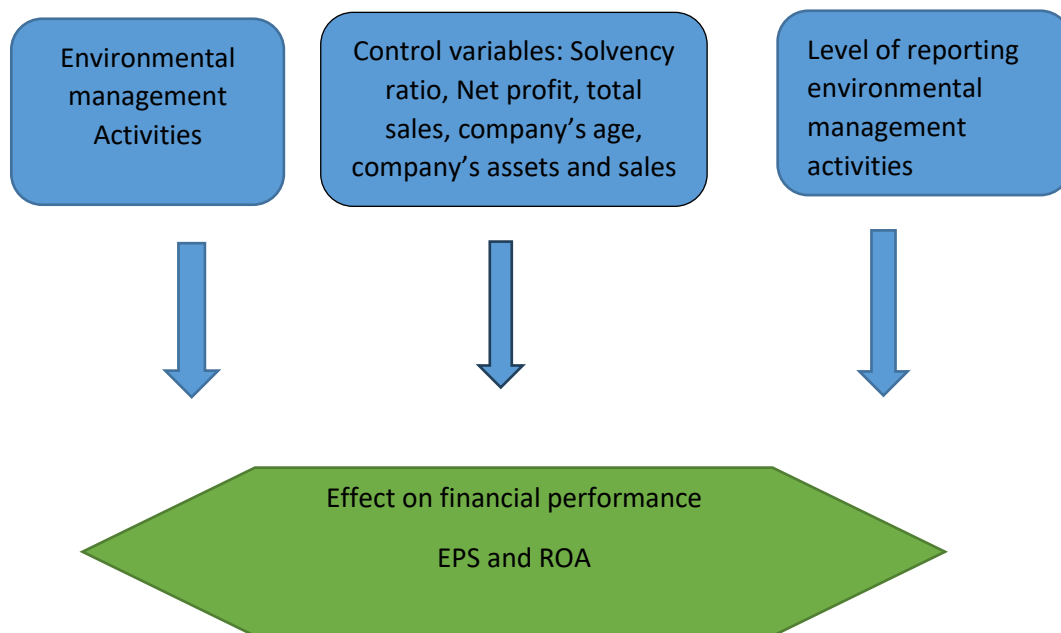 Environmental
management
Activities
Control variables: Solvency
ratio, Net profit, total
sales, company’s age,
company’s assets and sales
Level of reporting
environmental
management
activities
Effect on financial performance
EPS and ROA